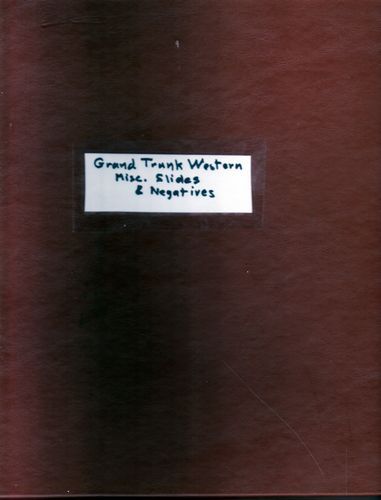 Grand Trunk Western
Misc. Slides
& Negatives